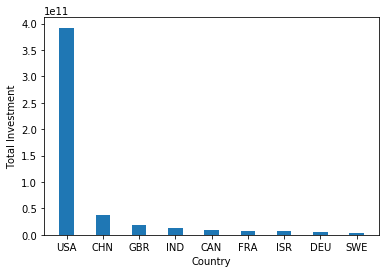 1e11
4.0
3.5
3.0
2.5
2.0
1.5
1.0
0.5
0.0
Total Investment
USA CHN GBR IND CAN FRA ISR DEU SWE
Country